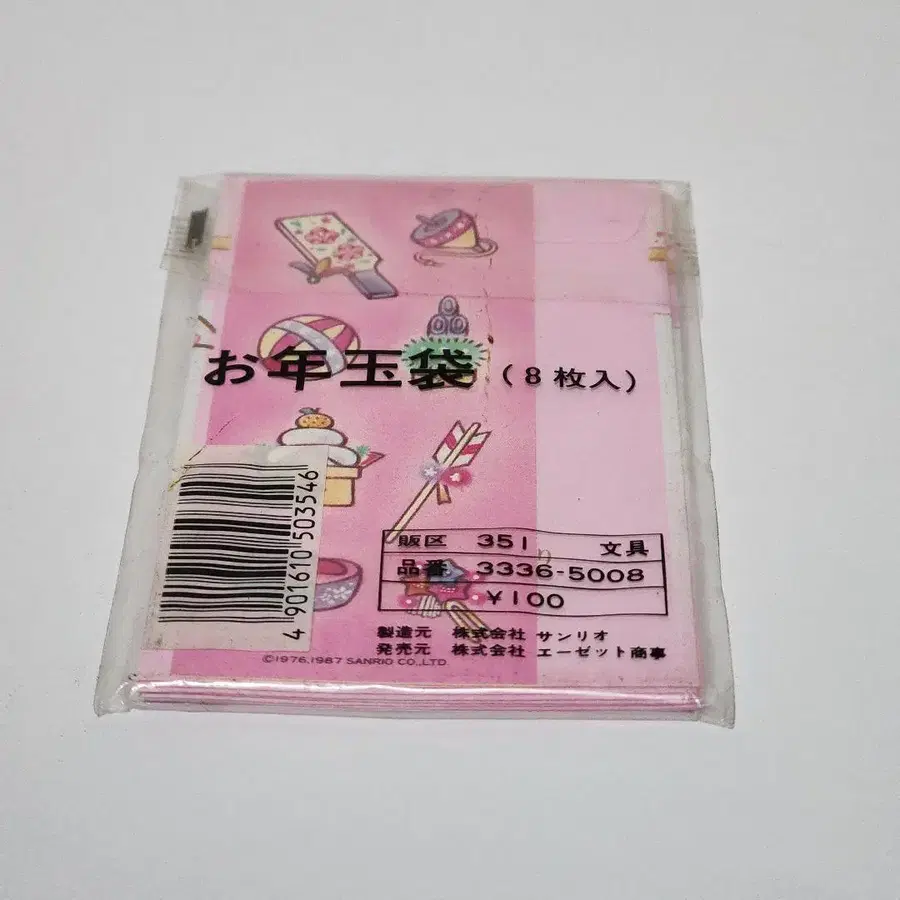 お年玉袋（8枚入）
4 901610 503546
販区 351 文具
品番 3336-5008
¥100
製造元 株式会社 サンリオ
発売元 株式会社 エーゼット商事
©1976,1987 SANRIO CO.,LTD.